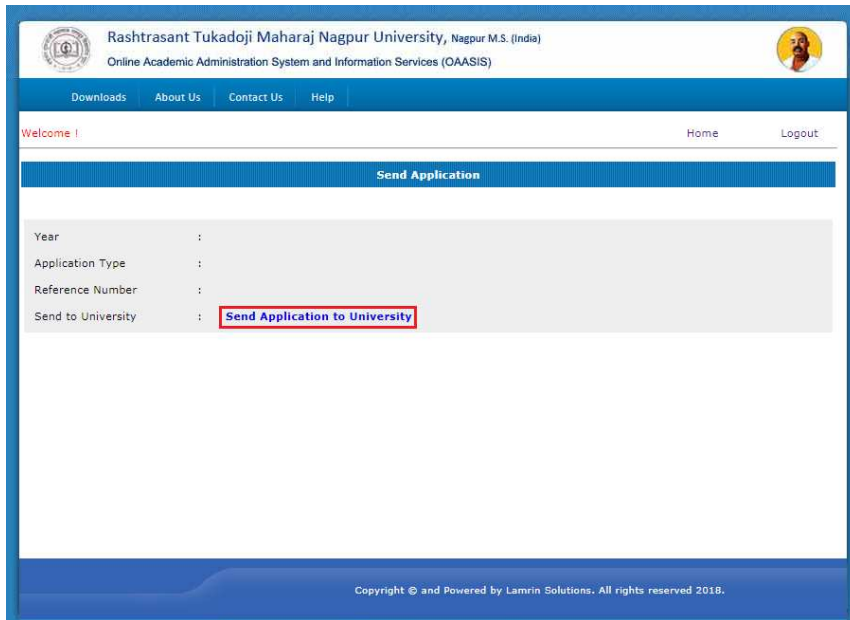 Rashtrasant Tukadoji Maharaj Nagpur University, Nagpur M.S. (India)
Online Academic Administration System and Information Services (OAASIS)
Downloads About Us Contact Us Help
Welcome ! Home Logout
Send Application
Year :
Application Type :
Reference Number :
Send to University : Send Application to University
Copyright © and Powered by Lamrin Solutions. All rights reserved 2018.